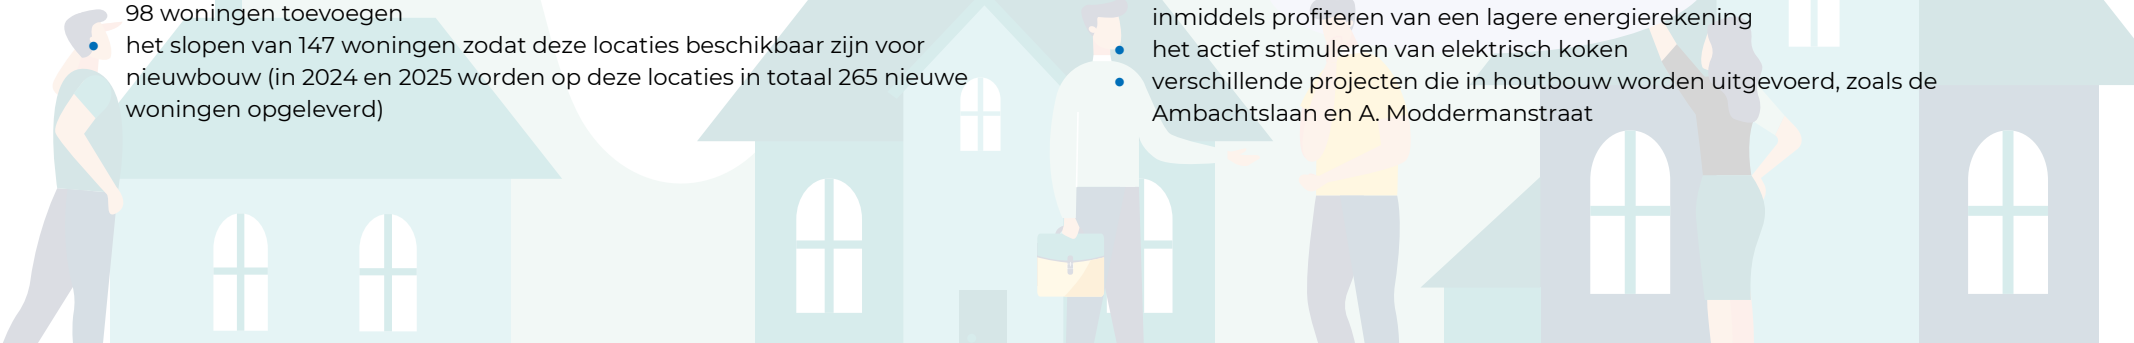 98 woningen toevoegen
• het slopen van 147 woningen zodat deze locaties beschikbaar zijn voor
nieuwbouw (in 2024 en 2025 worden op deze locaties in totaal 265 nieuwe
woningen opgeleverd)
inmiddels profiteren van een lagere energierekening
• het actief stimuleren van elektrisch koken
• verschillende projecten die in houtbouw worden uitgevoerd, zoals de
Ambachtslaan en A. Moddermanstraat